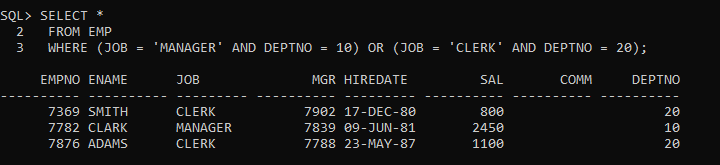 SQL> SELECT *
  2   FROM EMP
  3  WHERE (JOB = 'MANAGER' AND DEPTNO = 10) OR (JOB = 'CLERK' AND DEPTNO = 20);

     EMPNO ENAME      JOB              MGR HIREDATE         SAL       COMM     DEPTNO
---------- ---------- --------- ---------- --------- ---------- ---------- ----------
      7369 SMITH      CLERK           7902 17-DEC-80        800                    20
      7782 CLARK      MANAGER         7839 09-JUN-81       2450                    10
      7876 ADAMS      CLERK           7788 23-MAY-87       1100                    20